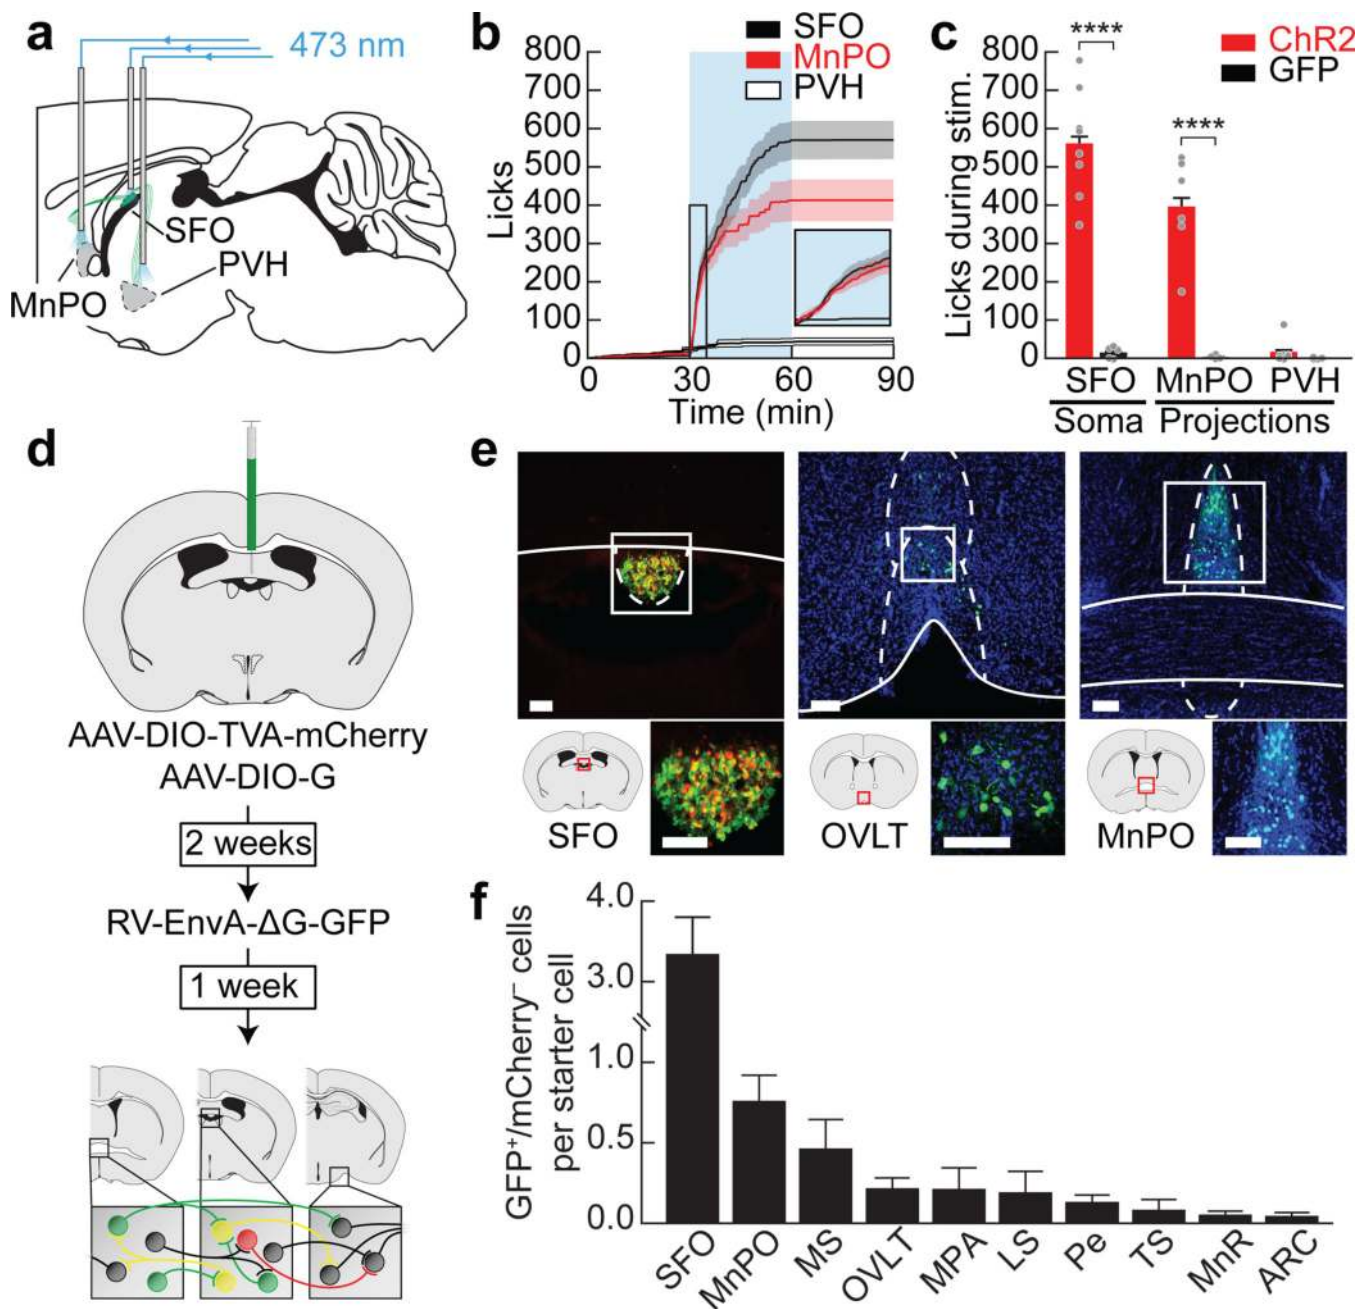 a
473 nm
SFO
PVH
MnPO
b
SFO
MnPO
PVH
Licks
800
700
600
500
400
300
200
100
0
0
30
60
90
Time (min)
c
ChR2
GFP
Licks during stim.
800
700
600
500
400
300
200
100
0
****
****
SFO
MnPO
PVH
Soma
Projections
d
AAV-DIO-TVA-mCherry
AAV-DIO-G
2 weeks
RV-EnvA-ΔG-GFP
1 week
e
SFO
OVLT
MnPO
f
GFP⁺/mCherry⁻ cells
per starter cell
4.0
3.0
1.0
0.5
0.0
SFO
MnPO
MS
OVLT
MPA
LS
Pe
TS
MnR
ARC